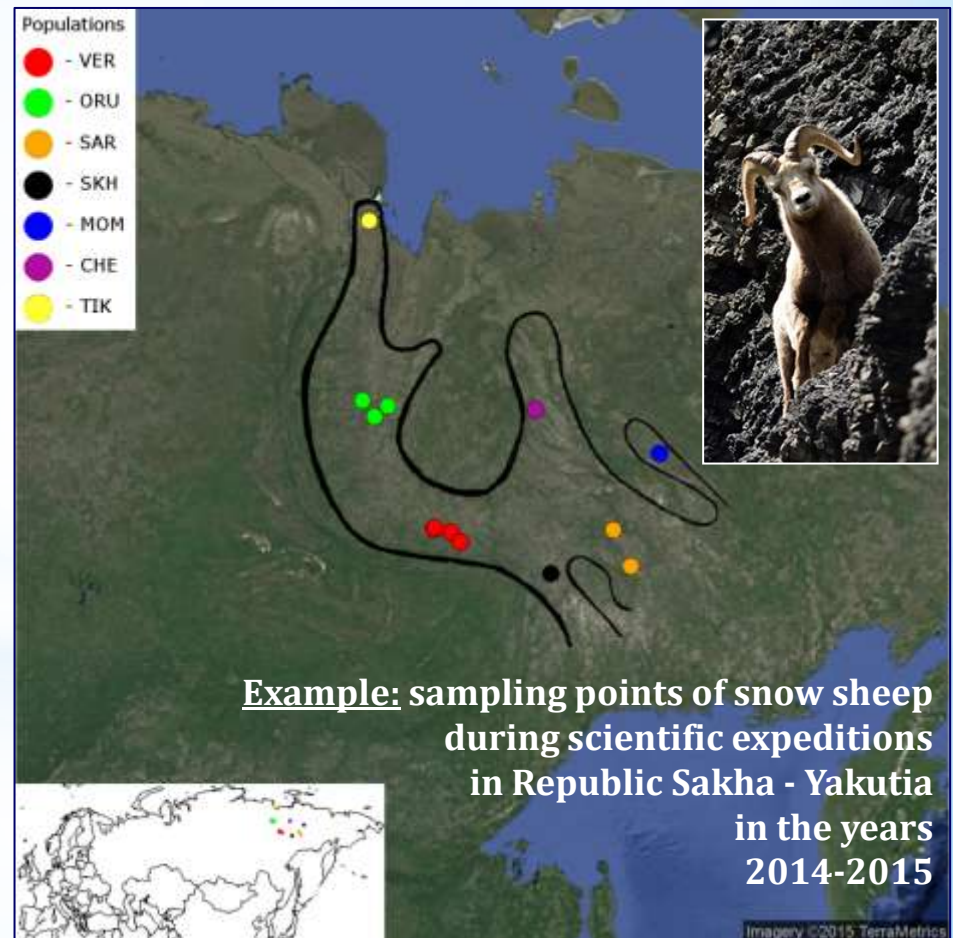 Populations
- VER
- ORU
- SAR
- SKH
- MOM
- CHE
- TIK
Example: sampling points of snow sheep
during scientific expeditions
in Republic Sakha - Yakutia
in the years
2014-2015
Imagery ©2015 TerraMetrics